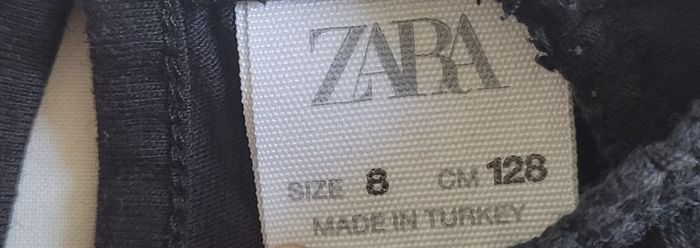 ZARA
SIZE 8 CM 128
MADE IN TURKEY